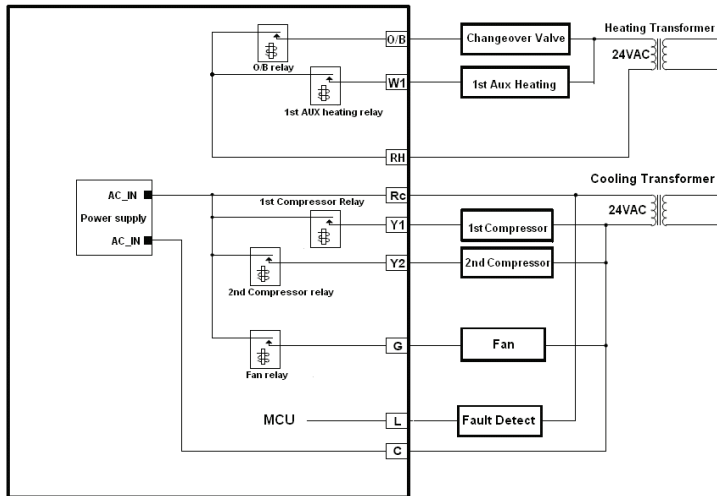 O/B relay
O/B
Changeover Valve
Heating Transformer
24VAC
1st AUX heating relay
W1
1st Aux Heating
RH
Cooling Transformer
AC_IN
Power supply
AC_IN
1st Compressor Relay
Rc
24VAC
Y1
1st Compressor
2nd Compressor relay
Y2
2nd Compressor
Fan relay
G
Fan
MCU
L
Fault Detect
C